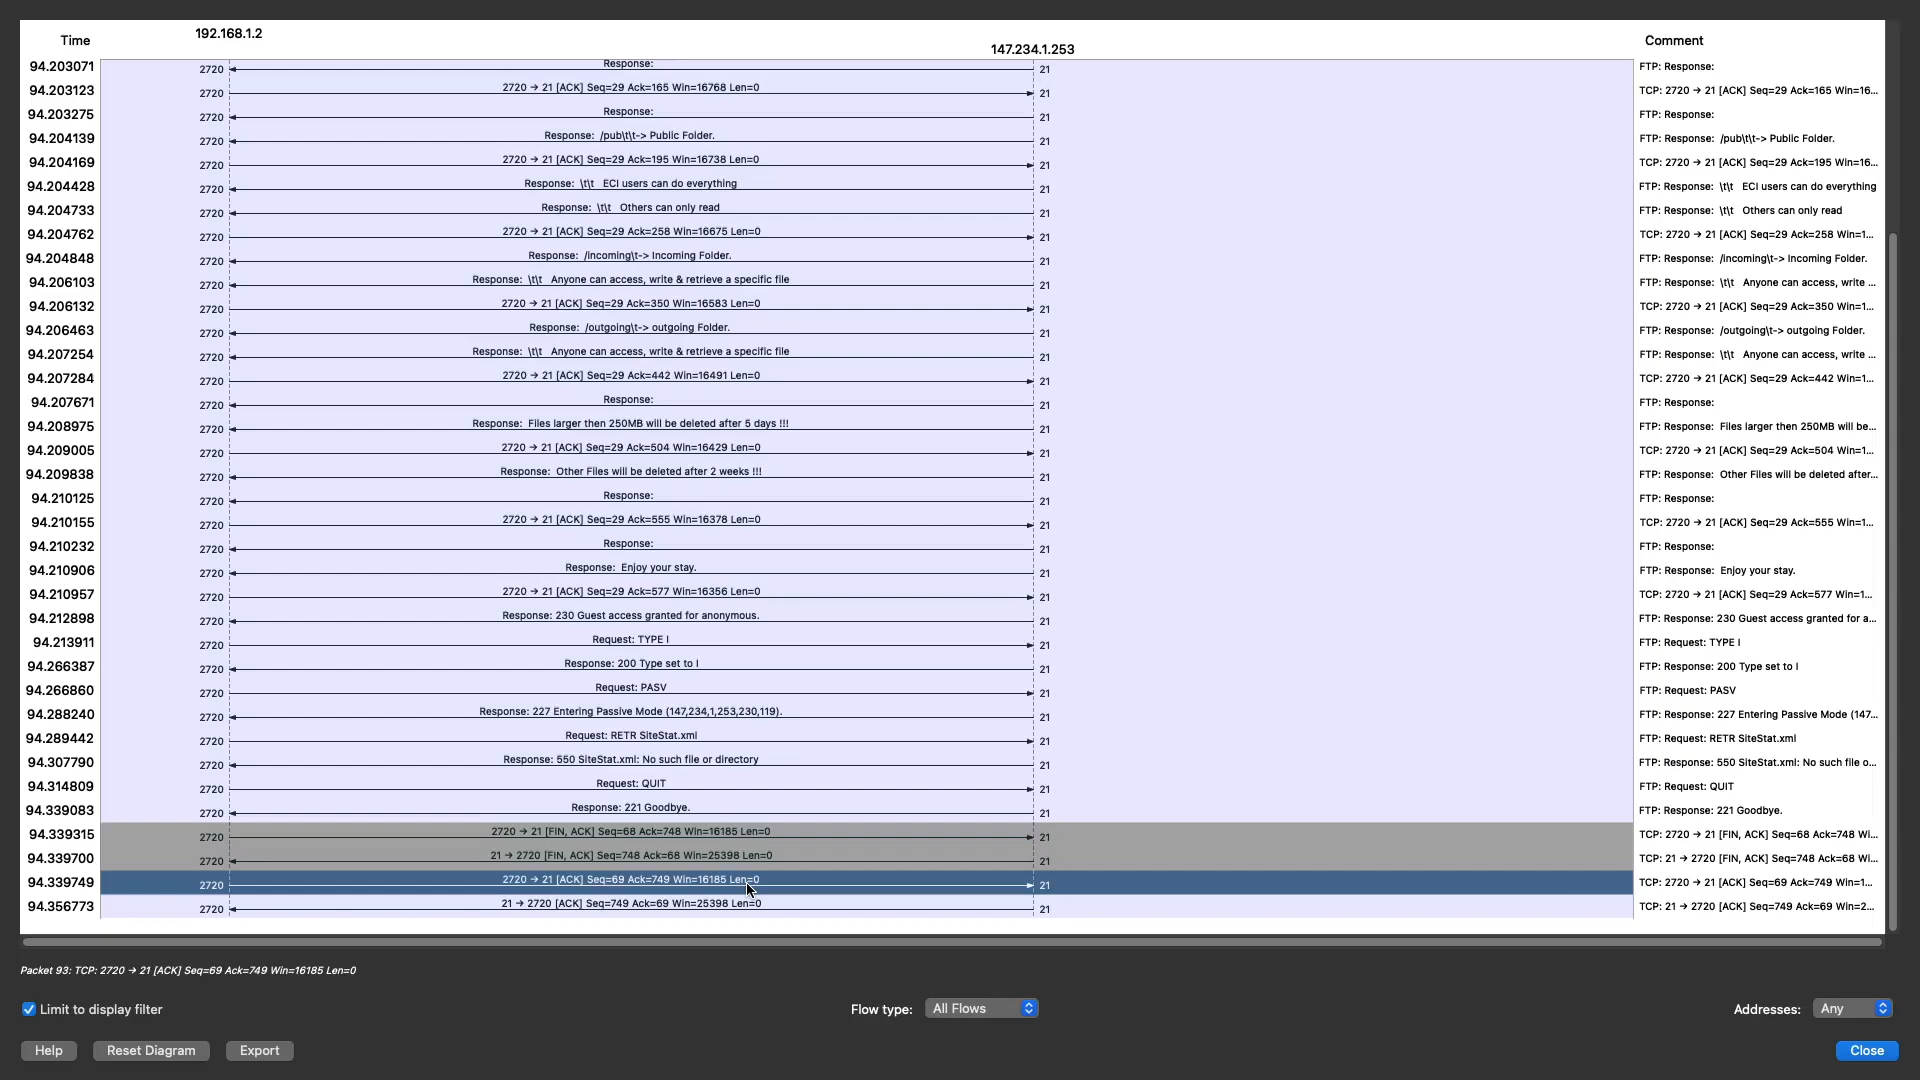 Time 192.168.1.2 147.234.1.253 Comment
94.203071 2720 Response: 21 FTP: Response:
94.203123 2720 2720 → 21 [ACK] Seq=29 Ack=165 Win=16768 Len=0 21 TCP: 2720 → 21 [ACK] Seq=29 Ack=165 Win=16...
94.203275 2720 Response: 21 FTP: Response:
94.204139 2720 Response:  /pub\t\t-> Public Folder. 21 FTP: Response:  /pub\t\t-> Public Folder.
94.204169 2720 2720 → 21 [ACK] Seq=29 Ack=195 Win=16738 Len=0 21 TCP: 2720 → 21 [ACK] Seq=29 Ack=195 Win=16...
94.204428 2720 Response:  \t\t   ECI users can do everything 21 FTP: Response:  \t\t   ECI users can do everything
94.204733 2720 Response:  \t\t   Others can only read 21 FTP: Response:  \t\t   Others can only read
94.204762 2720 2720 → 21 [ACK] Seq=29 Ack=258 Win=16675 Len=0 21 TCP: 2720 → 21 [ACK] Seq=29 Ack=258 Win=1...
94.204848 2720 Response:  /incoming\t-> Incoming Folder. 21 FTP: Response:  /incoming\t-> Incoming Folder.
94.206103 2720 Response:  \t\t   Anyone can access, write & retrieve a specific file 21 FTP: Response:  \t\t   Anyone can access, write ...
94.206132 2720 2720 → 21 [ACK] Seq=29 Ack=350 Win=16583 Len=0 21 TCP: 2720 → 21 [ACK] Seq=29 Ack=350 Win=1...
94.206463 2720 Response:  /outgoing\t-> outgoing Folder. 21 FTP: Response:  /outgoing\t-> outgoing Folder.
94.207254 2720 Response:  \t\t   Anyone can access, write & retrieve a specific file 21 FTP: Response:  \t\t   Anyone can access, write ...
94.207284 2720 2720 → 21 [ACK] Seq=29 Ack=442 Win=16491 Len=0 21 TCP: 2720 → 21 [ACK] Seq=29 Ack=442 Win=1...
94.207671 2720 Response: 21 FTP: Response:
94.208975 2720 Response:  Files larger then 250MB will be deleted after 5 days !!! 21 FTP: Response:  Files larger then 250MB will be...
94.209005 2720 2720 → 21 [ACK] Seq=29 Ack=504 Win=16429 Len=0 21 TCP: 2720 → 21 [ACK] Seq=29 Ack=504 Win=1...
94.209838 2720 Response:  Other Files will be deleted after 2 weeks !!! 21 FTP: Response:  Other Files will be deleted after...
94.210125 2720 Response: 21 FTP: Response:
94.210155 2720 2720 → 21 [ACK] Seq=29 Ack=555 Win=16378 Len=0 21 TCP: 2720 → 21 [ACK] Seq=29 Ack=555 Win=1...
94.210232 2720 Response: 21 FTP: Response:
94.210906 2720 Response:  Enjoy your stay. 21 FTP: Response:  Enjoy your stay.
94.210957 2720 2720 → 21 [ACK] Seq=29 Ack=577 Win=16356 Len=0 21 TCP: 2720 → 21 [ACK] Seq=29 Ack=577 Win=1...
94.212898 2720 Response: 230 Guest access granted for anonymous. 21 FTP: Response: 230 Guest access granted for a...
94.213911 2720 Request: TYPE I 21 FTP: Request: TYPE I
94.266387 2720 Response: 200 Type set to I 21 FTP: Response: 200 Type set to I
94.266860 2720 Request: PASV 21 FTP: Request: PASV
94.288240 2720 Response: 227 Entering Passive Mode (147,234,1,253,230,119). 21 FTP: Response: 227 Entering Passive Mode (147...
94.289442 2720 Request: RETR SiteStat.xml 21 FTP: Request: RETR SiteStat.xml
94.307790 2720 Response: 550 SiteStat.xml: No such file or directory 21 FTP: Response: 550 SiteStat.xml: No such file o...
94.314809 2720 Request: QUIT 21 FTP: Request: QUIT
94.339083 2720 Response: 221 Goodbye. 21 FTP: Response: 221 Goodbye.
94.339315 2720 2720 → 21 [FIN, ACK] Seq=68 Ack=748 Win=16185 Len=0 21 TCP: 2720 → 21 [FIN, ACK] Seq=68 Ack=748 Wi...
94.339700 2720 21 → 2720 [FIN, ACK] Seq=748 Ack=68 Win=25398 Len=0 21 TCP: 21 → 2720 [FIN, ACK] Seq=748 Ack=68 Wi...
94.339749 2720 2720 → 21 [ACK] Seq=69 Ack=749 Win=16185 Len=0 21 TCP: 2720 → 21 [ACK] Seq=69 Ack=749 Win=1...
94.356773 2720 21 → 2720 [ACK] Seq=749 Ack=69 Win=25398 Len=0 21 TCP: 21 → 2720 [ACK] Seq=749 Ack=69 Win=2...
Packet 93: TCP: 2720 → 21 [ACK] Seq=69 Ack=749 Win=16185 Len=0
Limit to display filter Flow type: All Flows Addresses: Any
Help Reset Diagram Export Close